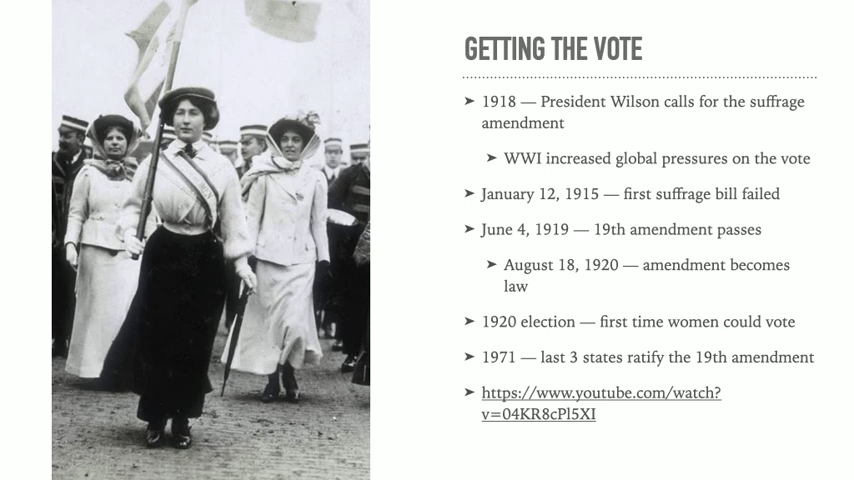 GETTING THE VOTE
➤ 1918 — President Wilson calls for the suffrage
amendment
➤ WWI increased global pressures on the vote
➤ January 12, 1915 — first suffrage bill failed
➤ June 4, 1919 — 19th amendment passes
➤ August 18, 1920 — amendment becomes
law
➤ 1920 election — first time women could vote
➤ 1971 — last 3 states ratify the 19th amendment
➤ https://www.youtube.com/watch?
v=04KR8cPl5XI